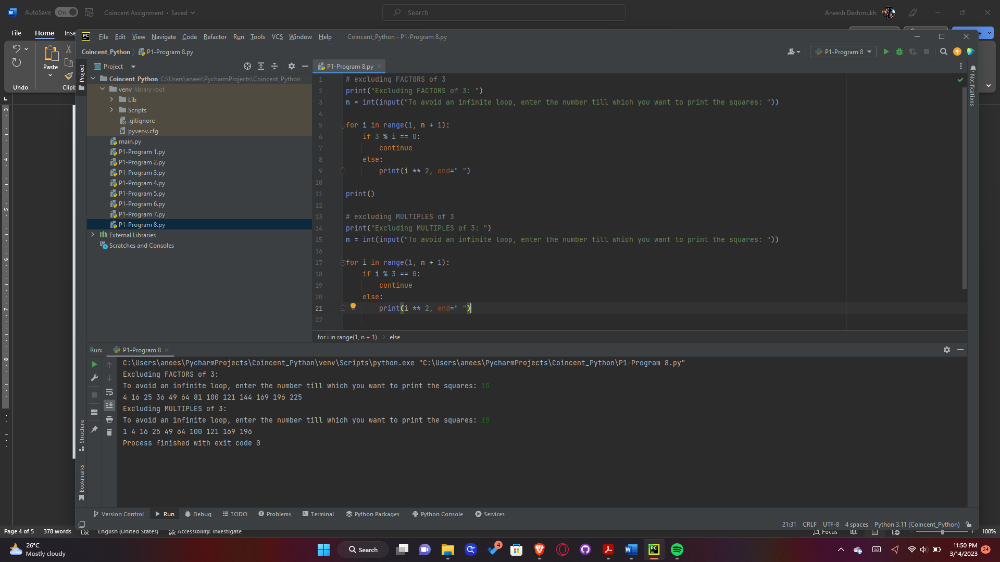 AutoSave On Coincent Assignment • Saved Search Aneesh Deshmukh
File Home Inse
Paste
Undo Clipb
File Edit View Navigate Code Refactor Run Tools VCS Window Help Coincent_Python - P1-Program 8.py
Coincent_Python P1-Program 8.py P1-Program 8
Project
Project
P1-Program 8.py
Notifications
Coincent_Python C:\Users\anees\PycharmProjects\Coincent_Python
venv library root
Lib
Scripts
.gitignore
pyvenv.cfg
main.py
P1-Program 1.py
P1-Program 2.py
P1-Program 3.py
P1-Program 4.py
P1-Program 5.py
P1-Program 6.py
P1-Program 7.py
P1-Program 8.py
External Libraries
Scratches and Consoles
1 # excluding FACTORS of 3
2 print("Excluding FACTORS of 3: ")
3 n = int(input("To avoid an infinite loop, enter the number till which you want to print the squares: "))
4
5 for i in range(1, n + 1):
6 if 3 % i == 0:
7 continue
8 else:
9 print(i ** 2, end=" ")
10
11 print()
12
13 # excluding MULTIPLES of 3
14 print("Excluding MULTIPLES of 3: ")
15 n = int(input("To avoid an infinite loop, enter the number till which you want to print the squares: "))
16
17 for i in range(1, n + 1):
18 if i % 3 == 0:
19 continue
20 else:
21 print(i ** 2, end=" ")
22
for i in range(1, n + 1) › else
Run: P1-Program 8
C:\Users\anees\PycharmProjects\Coincent_Python\venv\Scripts\python.exe "C:\Users\anees\PycharmProjects\Coincent_Python\P1-Program 8.py"
Excluding FACTORS of 3:
To avoid an infinite loop, enter the number till which you want to print the squares: 15
4 16 25 36 49 64 81 100 121 144 169 196 225
Excluding MULTIPLES of 3:
To avoid an infinite loop, enter the number till which you want to print the squares: 15
1 4 16 25 49 64 100 121 169 196
Process finished with exit code 0
Structure
Bookmarks
Version Control Run Debug TODO Problems Terminal Python Packages Python Console Services
21:31 CRLF UTF-8 4 spaces Python 3.11 (Coincent_Python)
Page 4 of 5 378 words English (United States) Accessibility: Investigate Focus 100%
26°C
Mostly cloudy
Search
4
11:50 PM
3/14/2023
24